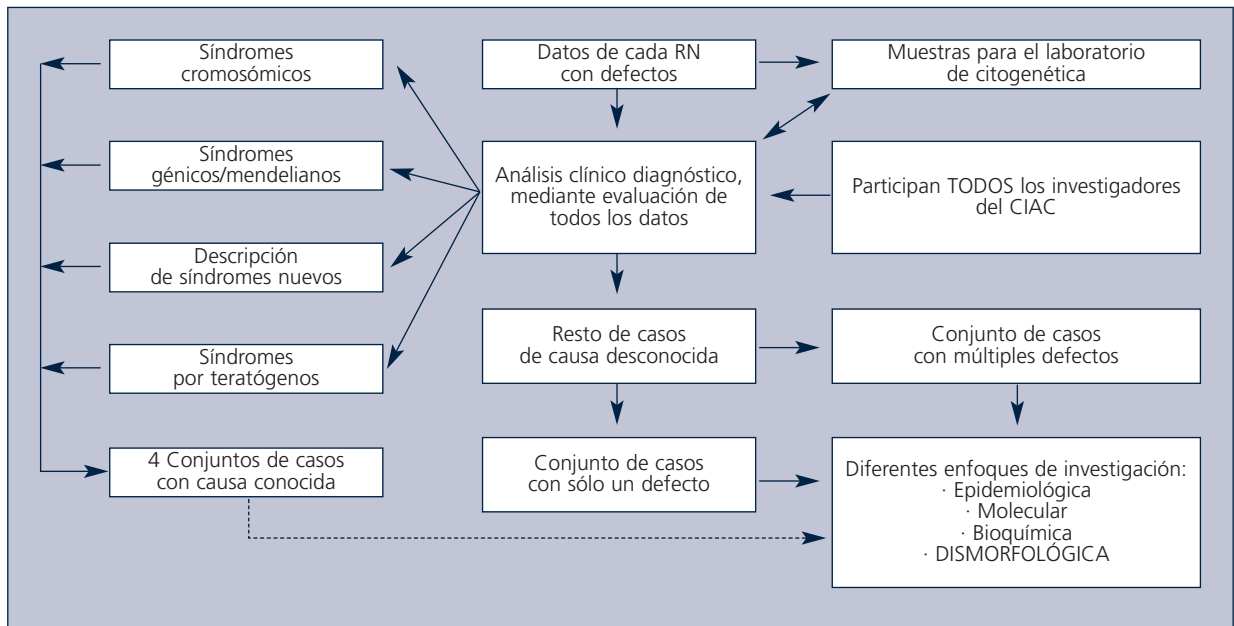 Síndromes
cromosómicos
Datos de cada RN
con defectos
Muestras para el laboratorio
de citogenética
Síndromes
génicos/mendelianos
Análisis clínico diagnóstico,
mediante evaluación de
todos los datos
Participan TODOS los investigadores
del CIAC
Descripción
de síndromes nuevos
Resto de casos
de causa desconocida
Conjunto de casos
con múltiples defectos
Síndromes
por teratógenos
4 Conjuntos de casos
con causa conocida
Conjunto de casos
con sólo un defecto
Diferentes enfoques de investigación:
· Epidemiológica
· Molecular
· Bioquímica
· DISMORFOLÓGICA